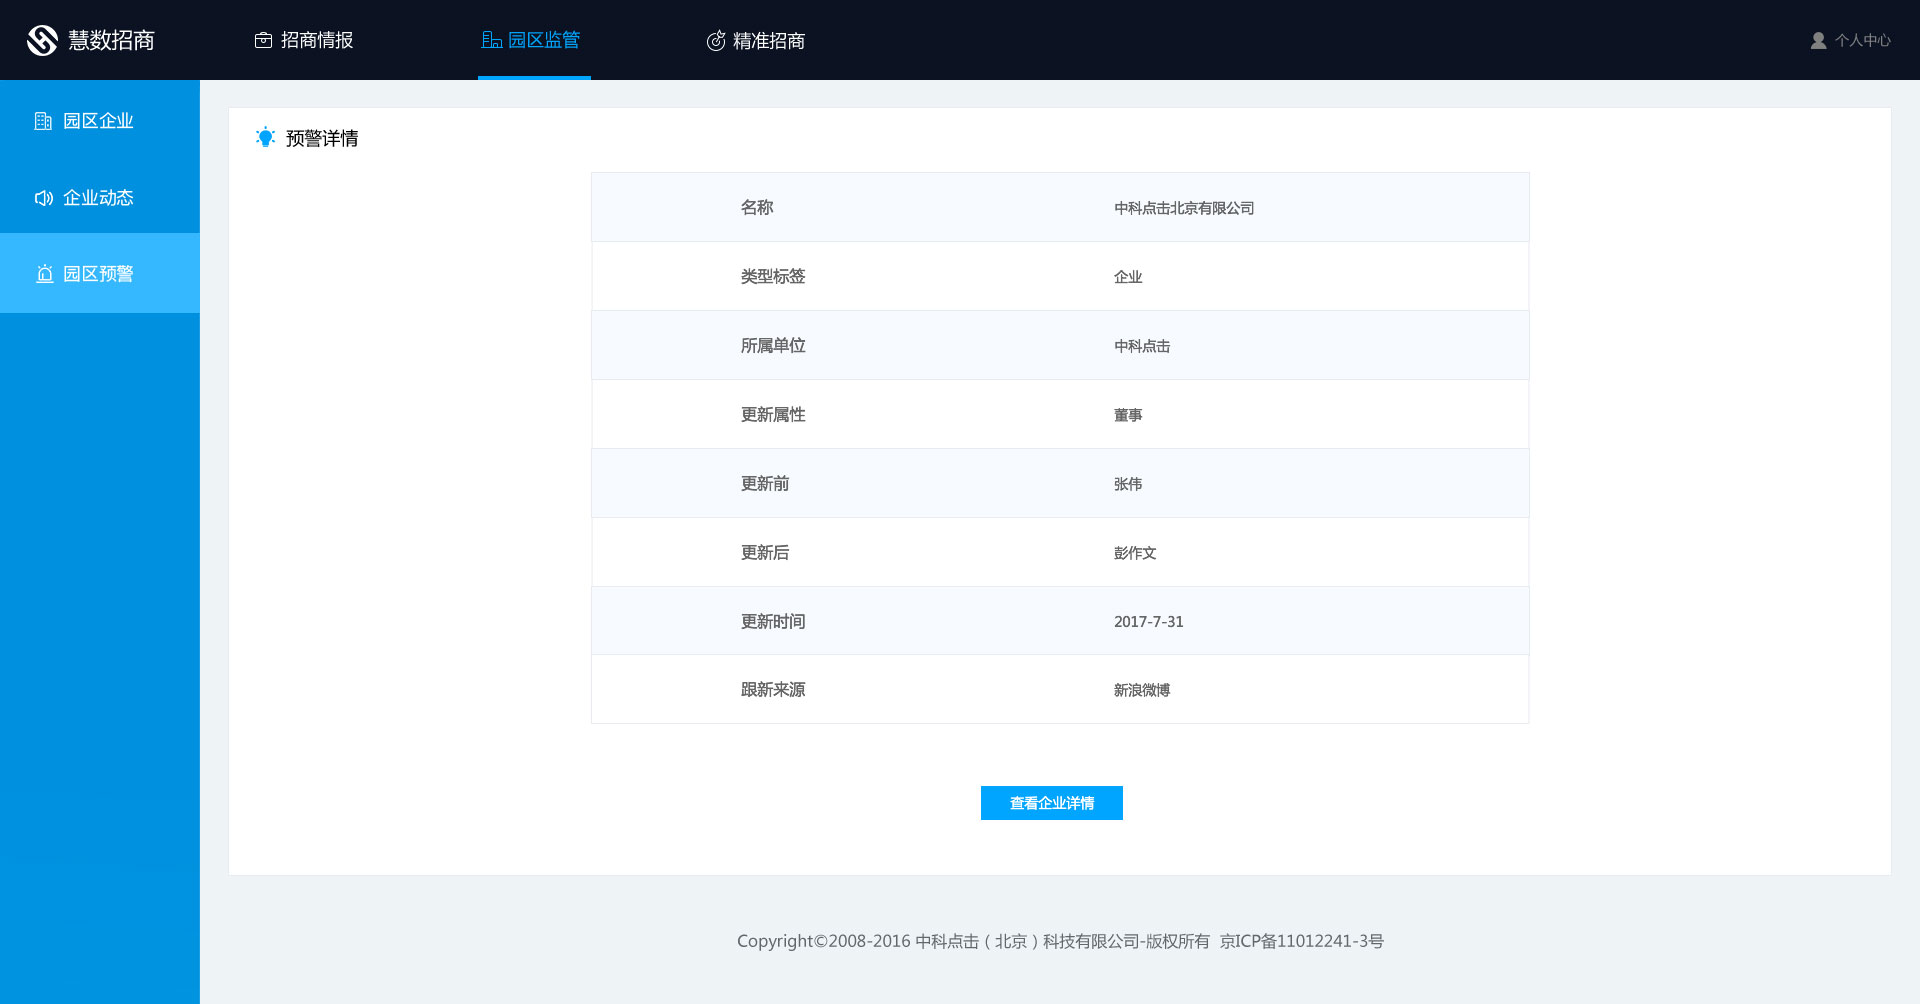 慧数招商 招商情报 园区监管 精准招商 个人中心
园区企业
企业动态
园区预警
预警详情
名称 中科点击北京有限公司
类型标签 企业
所属单位 中科点击
更新属性 董事
更新前 张伟
更新后 彭作文
更新时间 2017-7-31
跟新来源 新浪微博
查看企业详情
Copyright©2008-2016 中科点击（北京）科技有限公司-版权所有 京ICP备11012241-3号